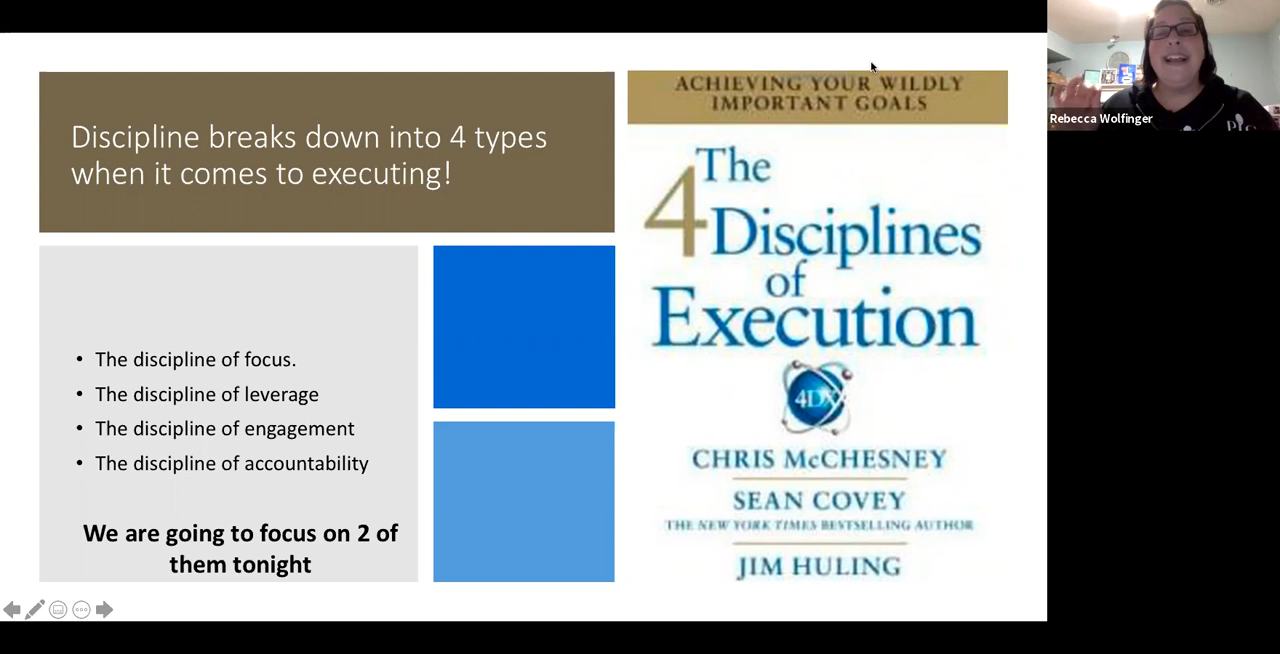 Discipline breaks down into 4 types
when it comes to executing!
• The discipline of focus.
• The discipline of leverage
• The discipline of engagement
• The discipline of accountability
We are going to focus on 2 of
them tonight
ACHIEVING YOUR WILDLY
IMPORTANT GOALS
The
4 Disciplines
of
Execution
4DX
CHRIS McCHESNEY
SEAN COVEY
THE NEW YORK TIMES BESTSELLING AUTHOR
JIM HULING
Rebecca Wolfinger